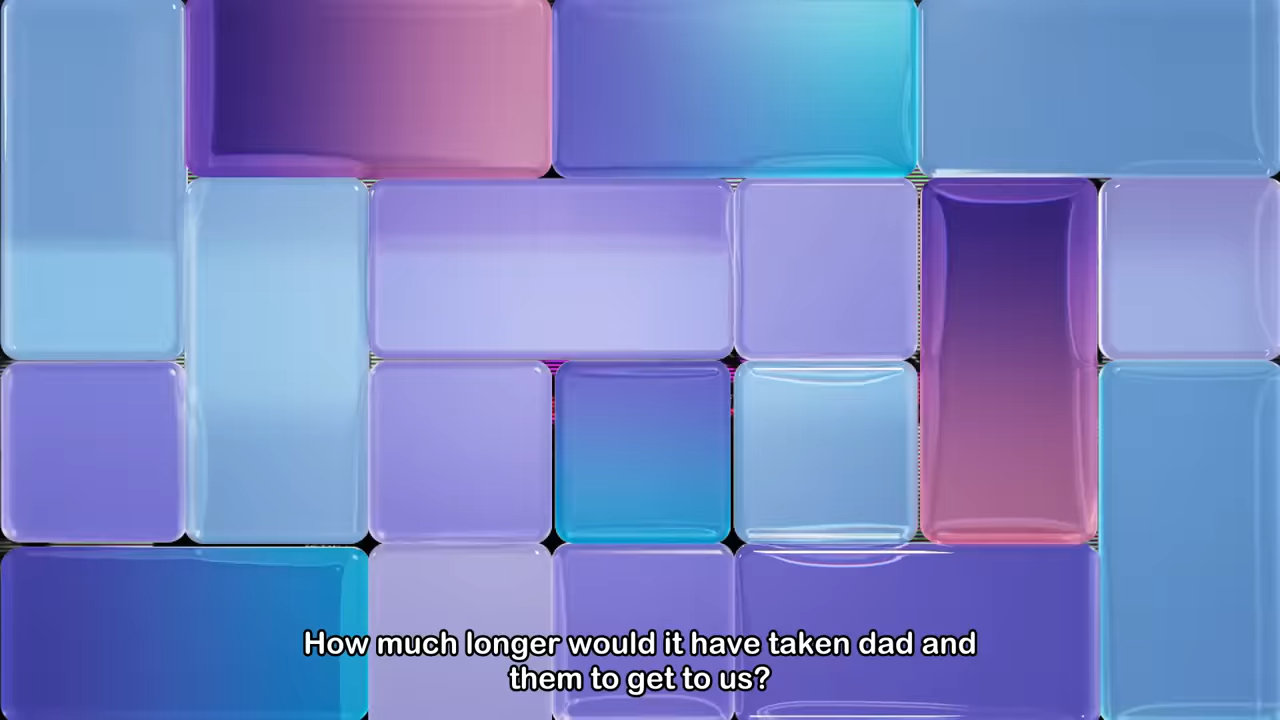 How much longer would it have taken dad and
them to get to us?